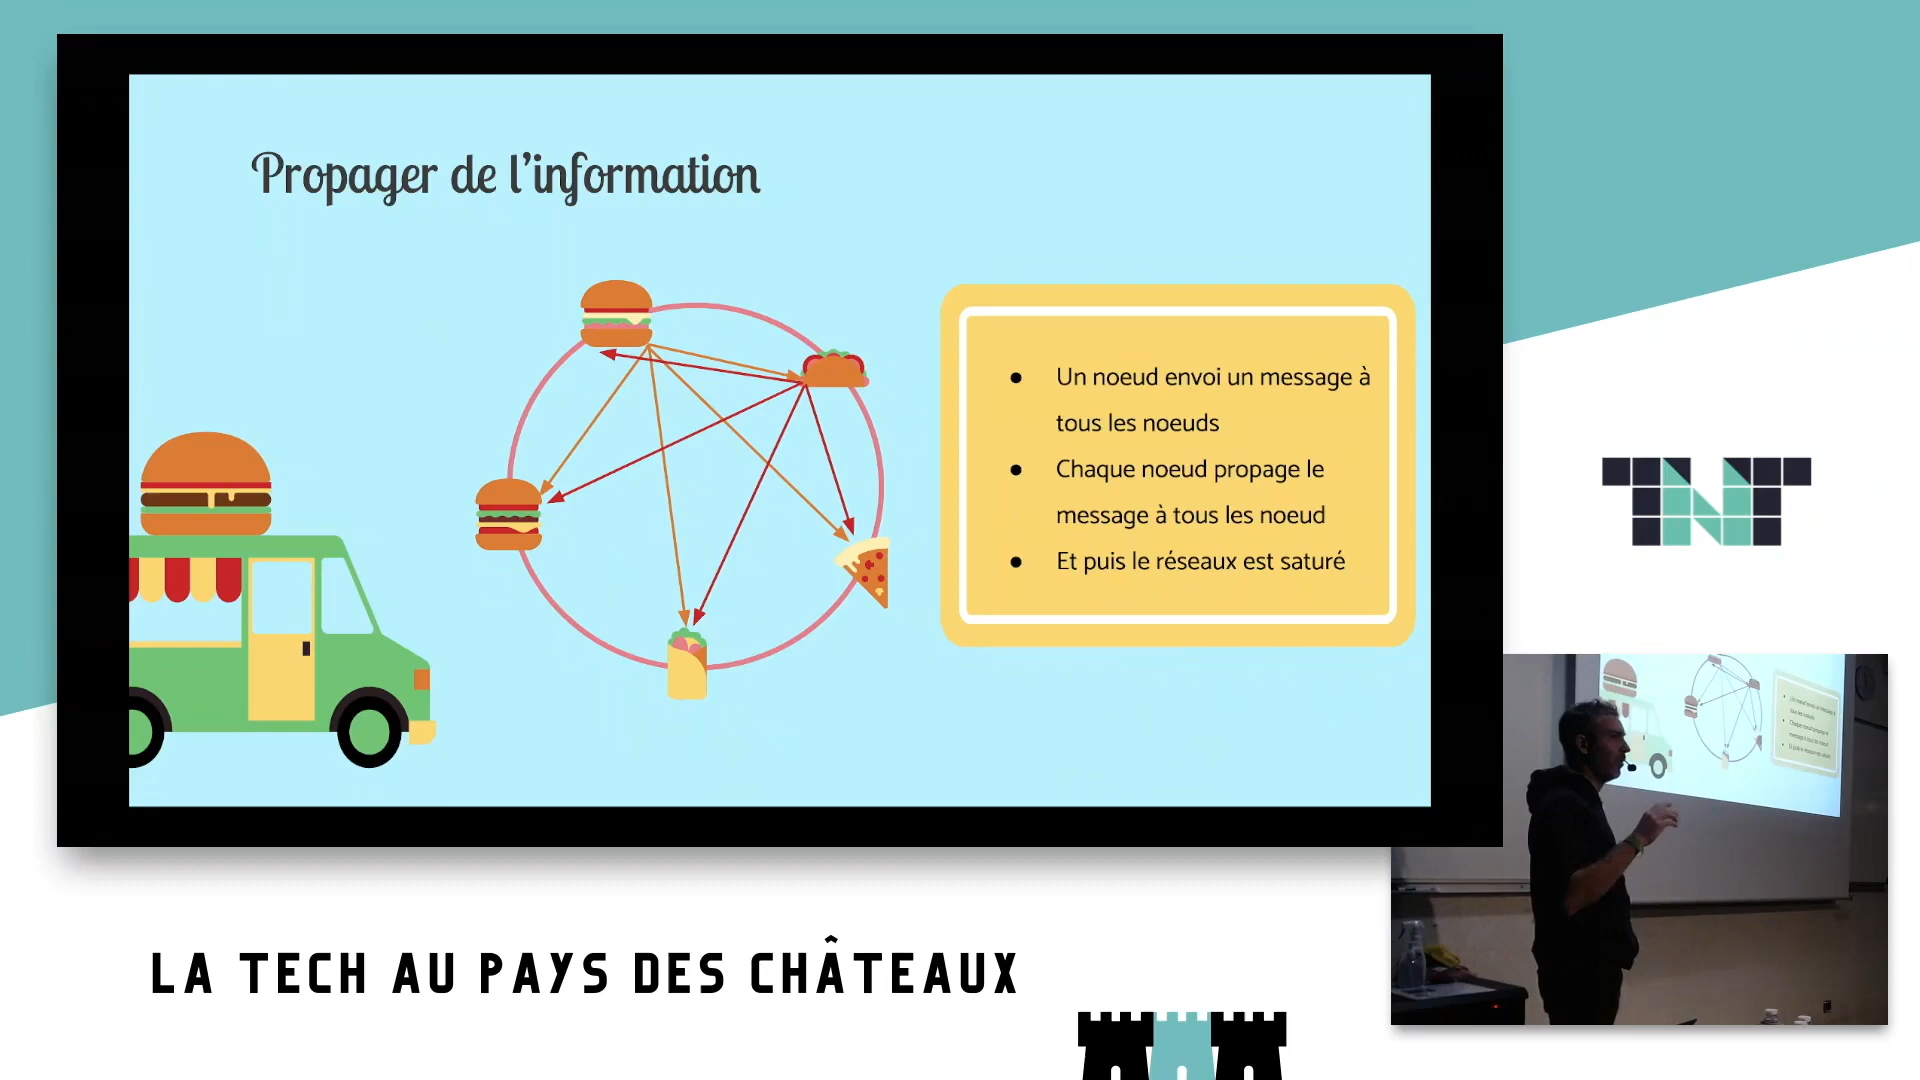 Propager de l'information
● Un noeud envoi un message à
tous les noeuds
● Chaque noeud propage le
message à tous les noeud
● Et puis le réseaux est saturé
TNT
LA TECH AU PAYS DES CHÂTEAUX